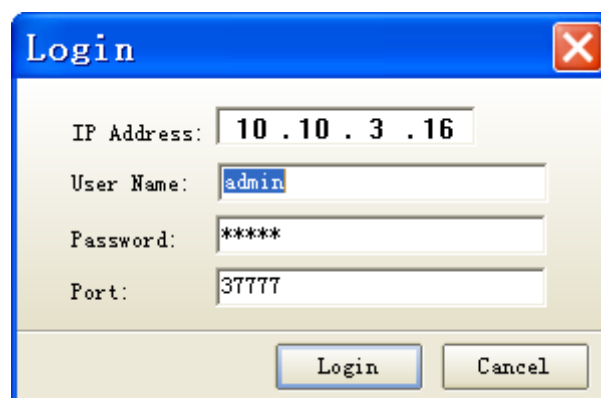 Login
IP Address: 10 .10 . 3 .16
User Name: admin
Password: *****
Port: 37777
Login Cancel